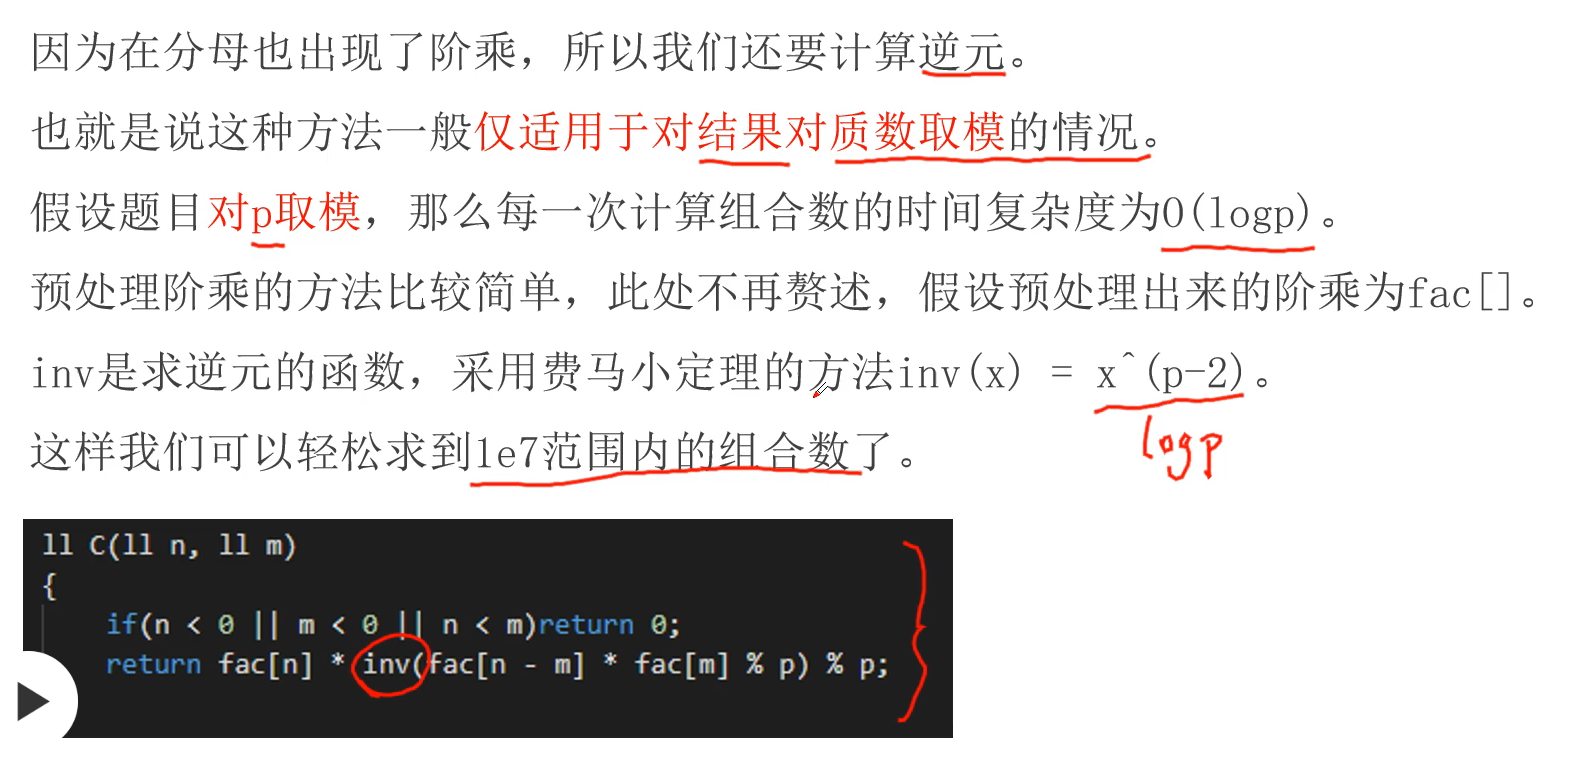 因为在分母也出现了阶乘，所以我们还要计算逆元。
也就是说这种方法一般仅适用于对结果对质数取模的情况。
假设题目对p取模，那么每一次计算组合数的时间复杂度为O(logp)。
预处理阶乘的方法比较简单，此处不再赘述，假设预处理出来的阶乘为fac[]。
inv是求逆元的函数，采用费马小定理的方法inv(x) = x^(p-2)。
logp
这样我们可以轻松求到1e7范围内的组合数了。
ll C(ll n, ll m)
{
if(n < 0 || m < 0 || n < m)return 0;
return fac[n] * inv(fac[n - m] * fac[m] % p) % p;